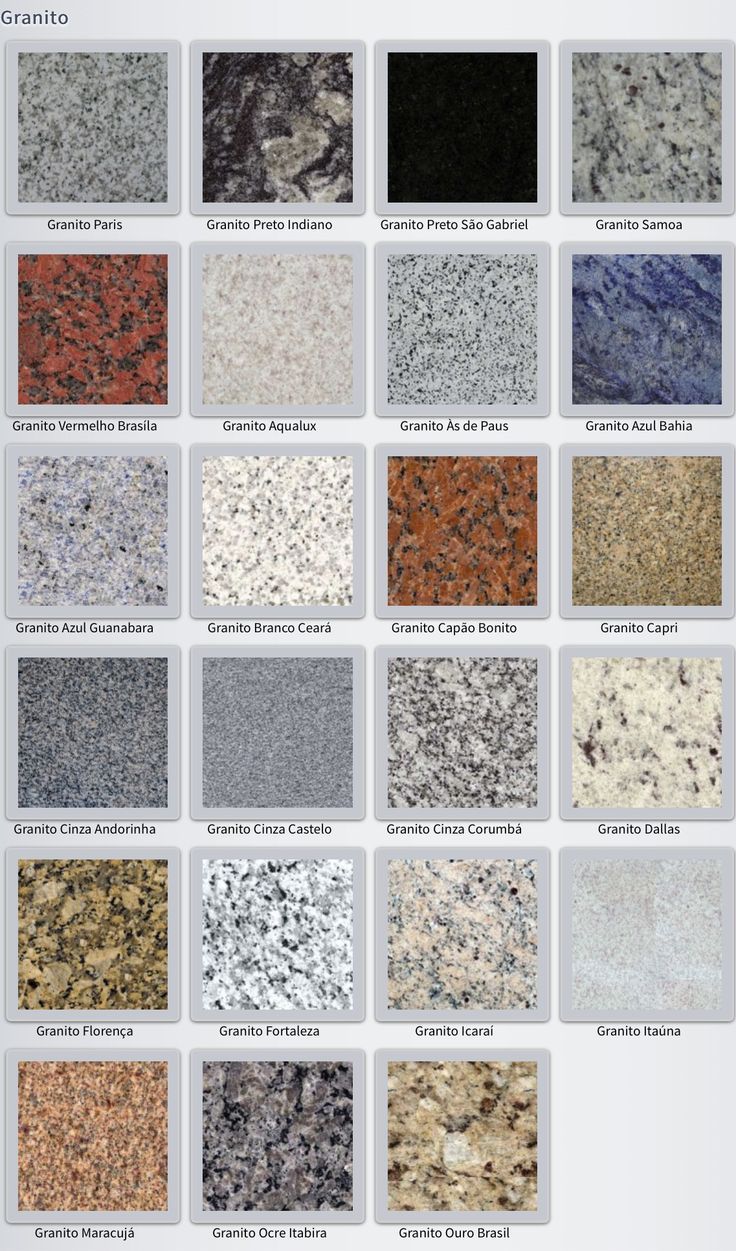 Granito
Granito Paris
Granito Preto Indiano
Granito Preto São Gabriel
Granito Samoa
Granito Vermelho Brasíla
Granito Aqualux
Granito Às de Paus
Granito Azul Bahia
Granito Azul Guanabara
Granito Branco Ceará
Granito Capão Bonito
Granito Capri
Granito Cinza Andorinha
Granito Cinza Castelo
Granito Cinza Corumbá
Granito Dallas
Granito Florença
Granito Fortaleza
Granito Icaraí
Granito Itaúna
Granito Maracujá
Granito Ocre Itabira
Granito Ouro Brasil